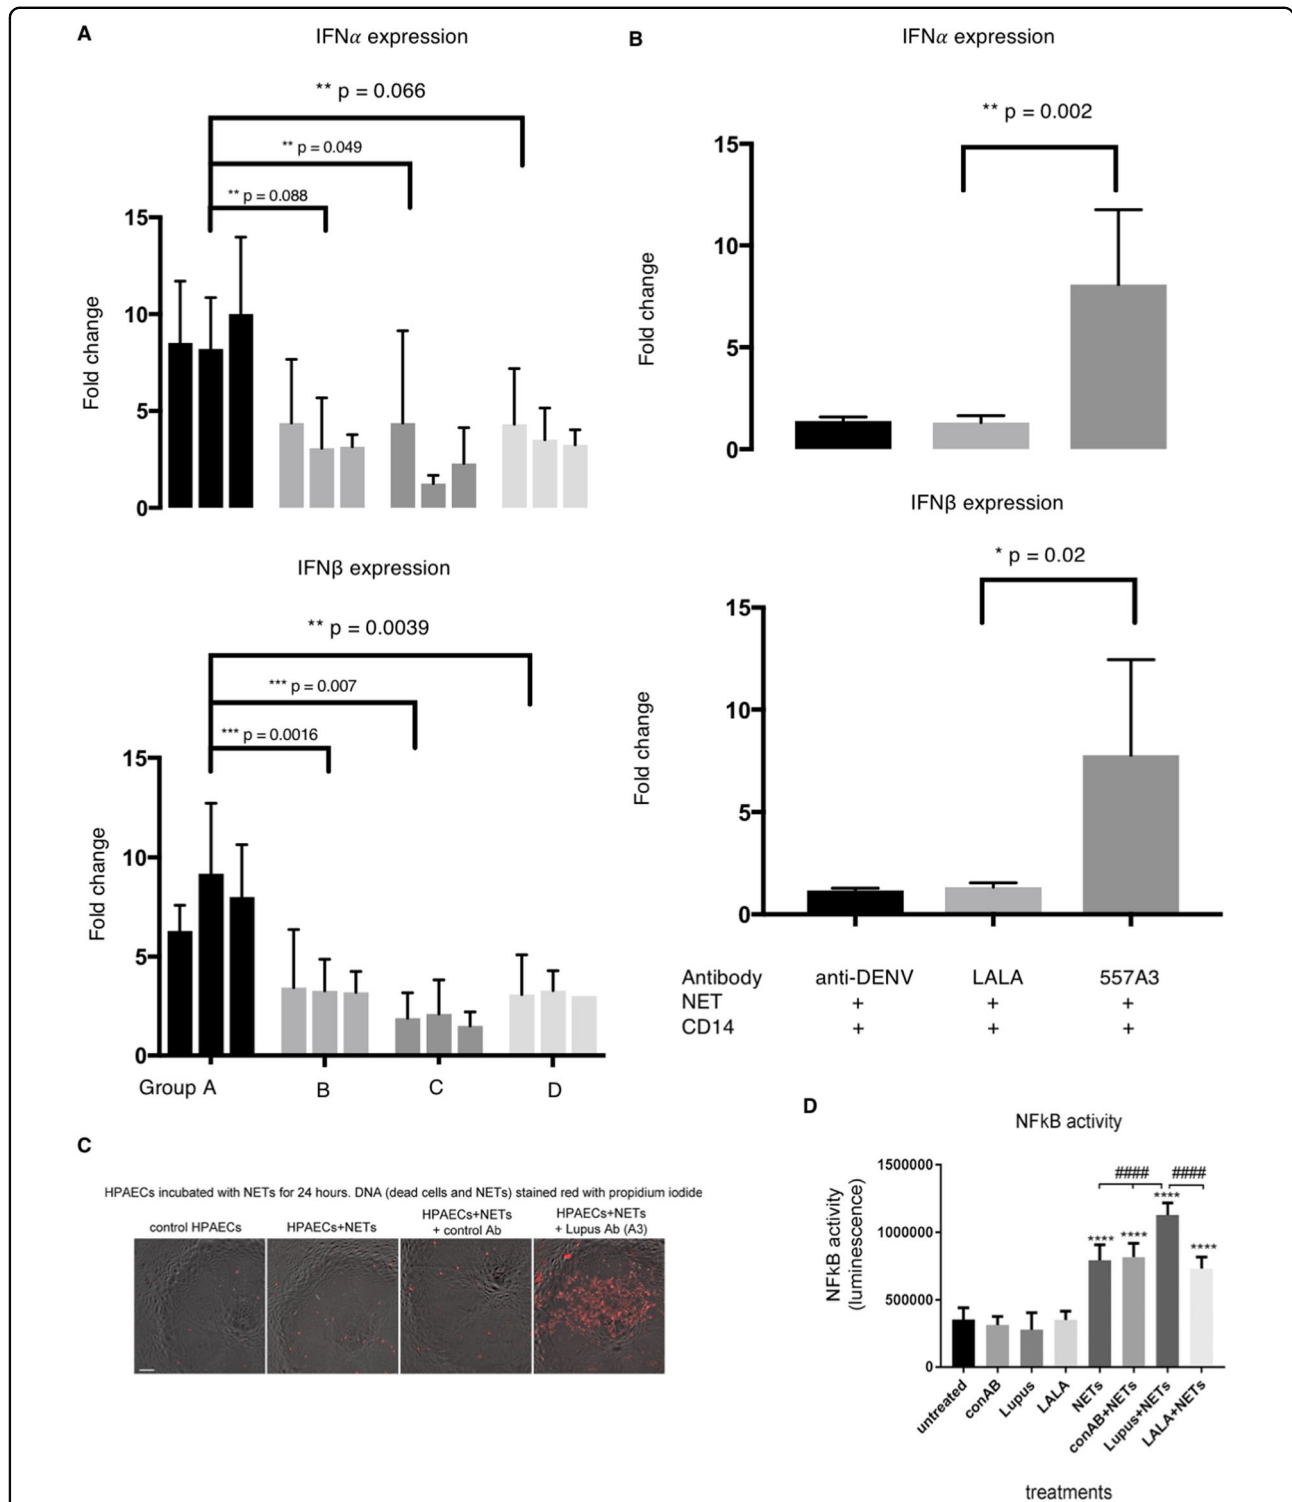 A
IFNα expression
** p = 0.066
** p = 0.049
** p = 0.088
15
10
5
0
Fold change
IFNβ expression
** p = 0.0039
*** p = 0.007
*** p = 0.0016
15
10
5
0
Fold change
Group A B C D
B
IFNα expression
** p = 0.002
15
10
5
0
Fold change
IFNβ expression
* p = 0.02
15
10
5
0
Fold change
Antibody anti-DENV LALA 557A3
NET + + +
CD14 + + +
C
HPAECs incubated with NETs for 24 hours. DNA (dead cells and NETs) stained red with propidium iodide
control HPAECs
HPAECs+NETs
HPAECs+NETs
+ control Ab
HPAECs+NETs
+ Lupus Ab (A3)
D
NFkB activity
#### ####
****
**** **** ****
1500000
1000000
500000
0
NFkB activity
(luminescence)
untreated
conAB
Lupus
LALA
NETs
conAB+NETs
Lupus+NETs
LALA+NETs
treatments